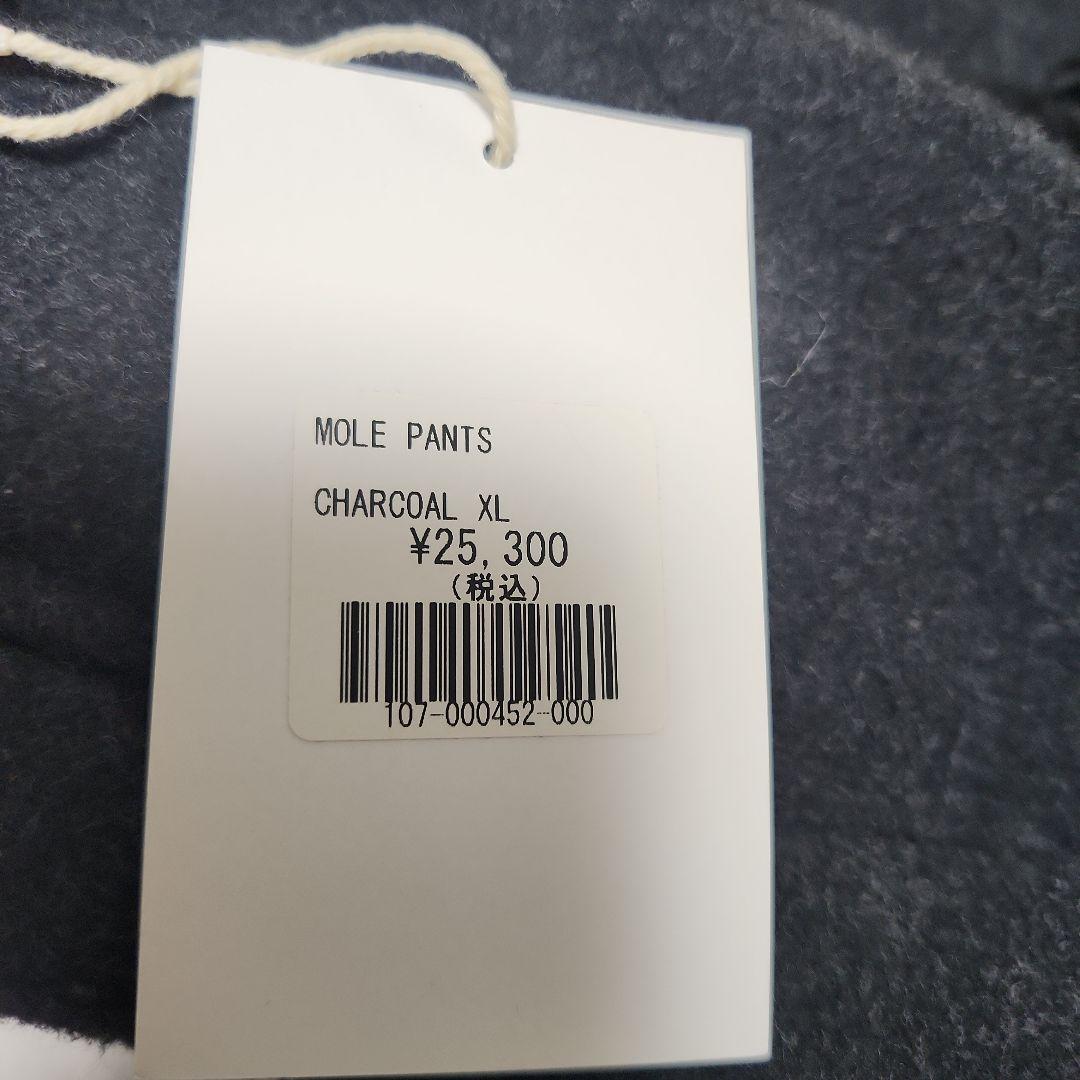 MOLE PANTS
CHARCOAL XL
¥25,300
(税込)
107-000452-000